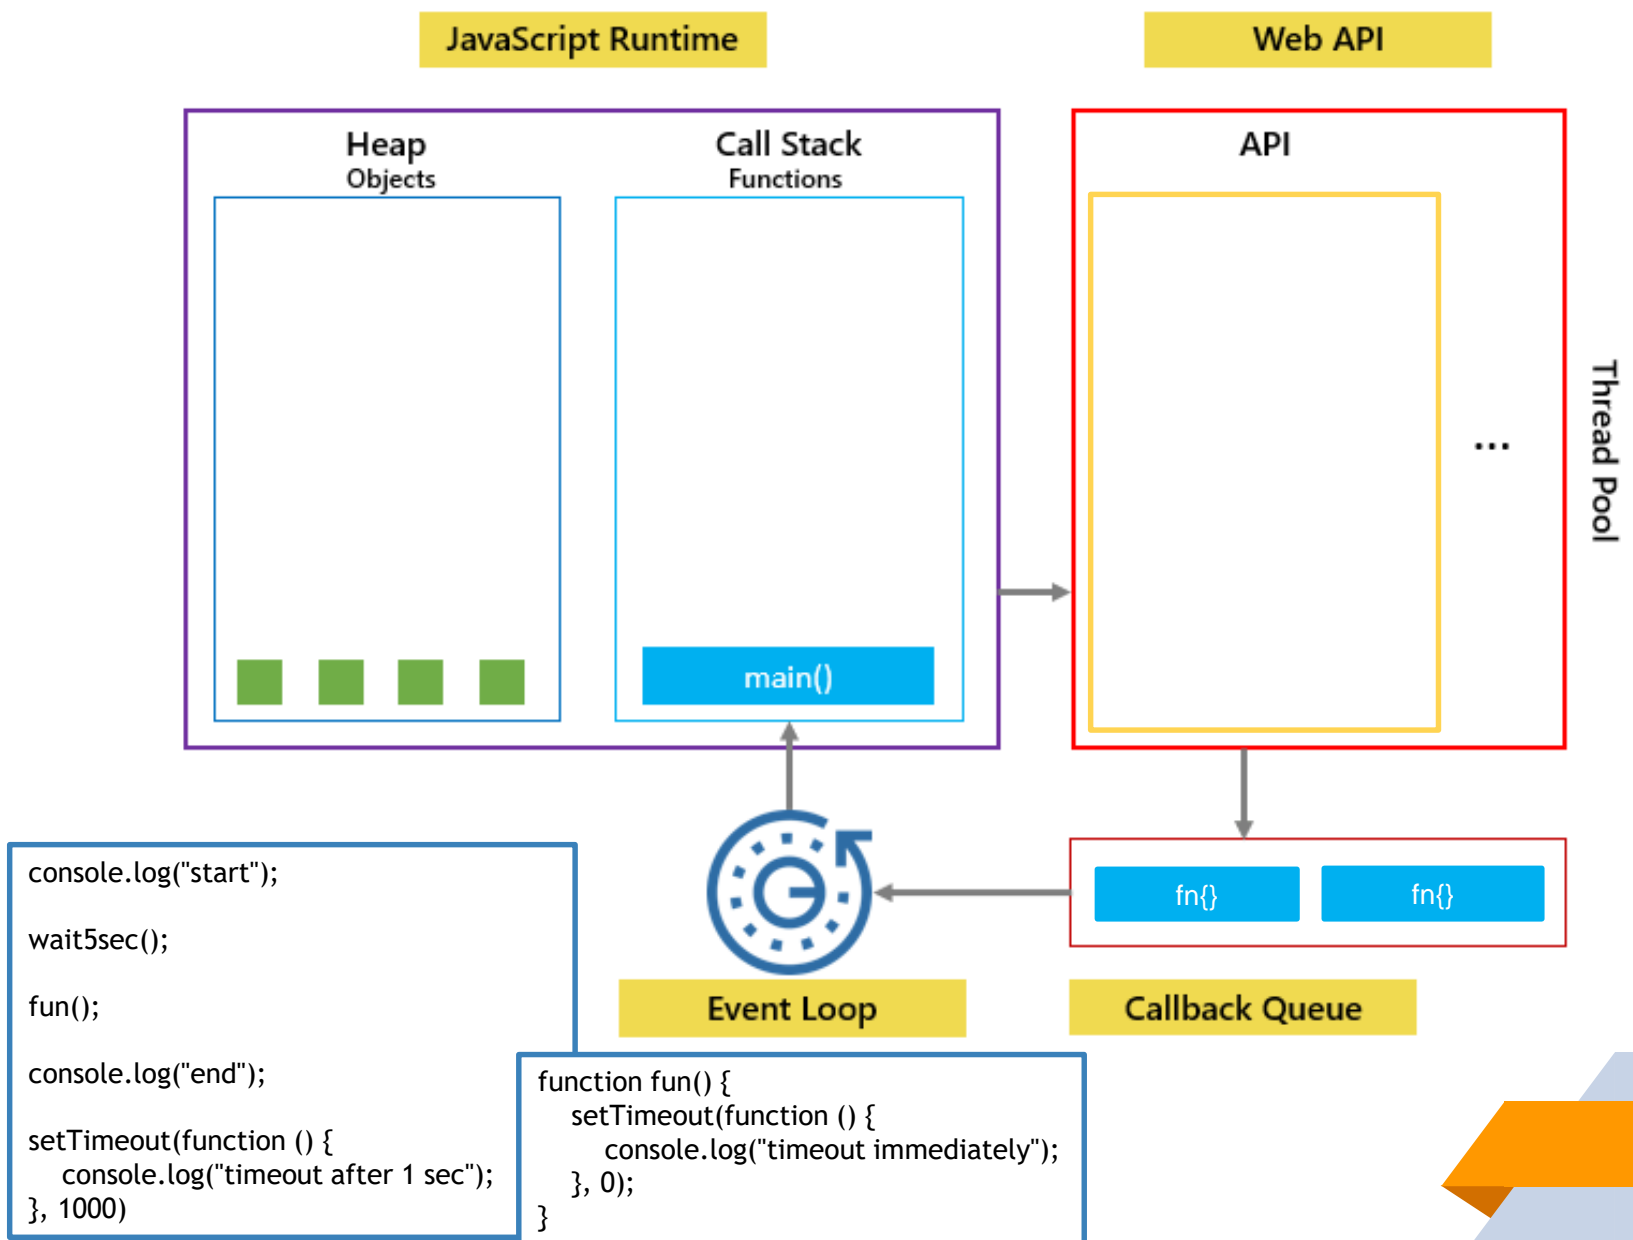 JavaScript Runtime
Web API
Heap
Objects
Call Stack
Functions
API
main()
...
Thread Pool
fn{}
fn{}
Event Loop
Callback Queue
console.log("start");
wait5sec();
fun();
console.log("end");
setTimeout(function () {
console.log("timeout after 1 sec");
}, 1000)
function fun() {
setTimeout(function () {
console.log("timeout immediately");
}, 0);
}